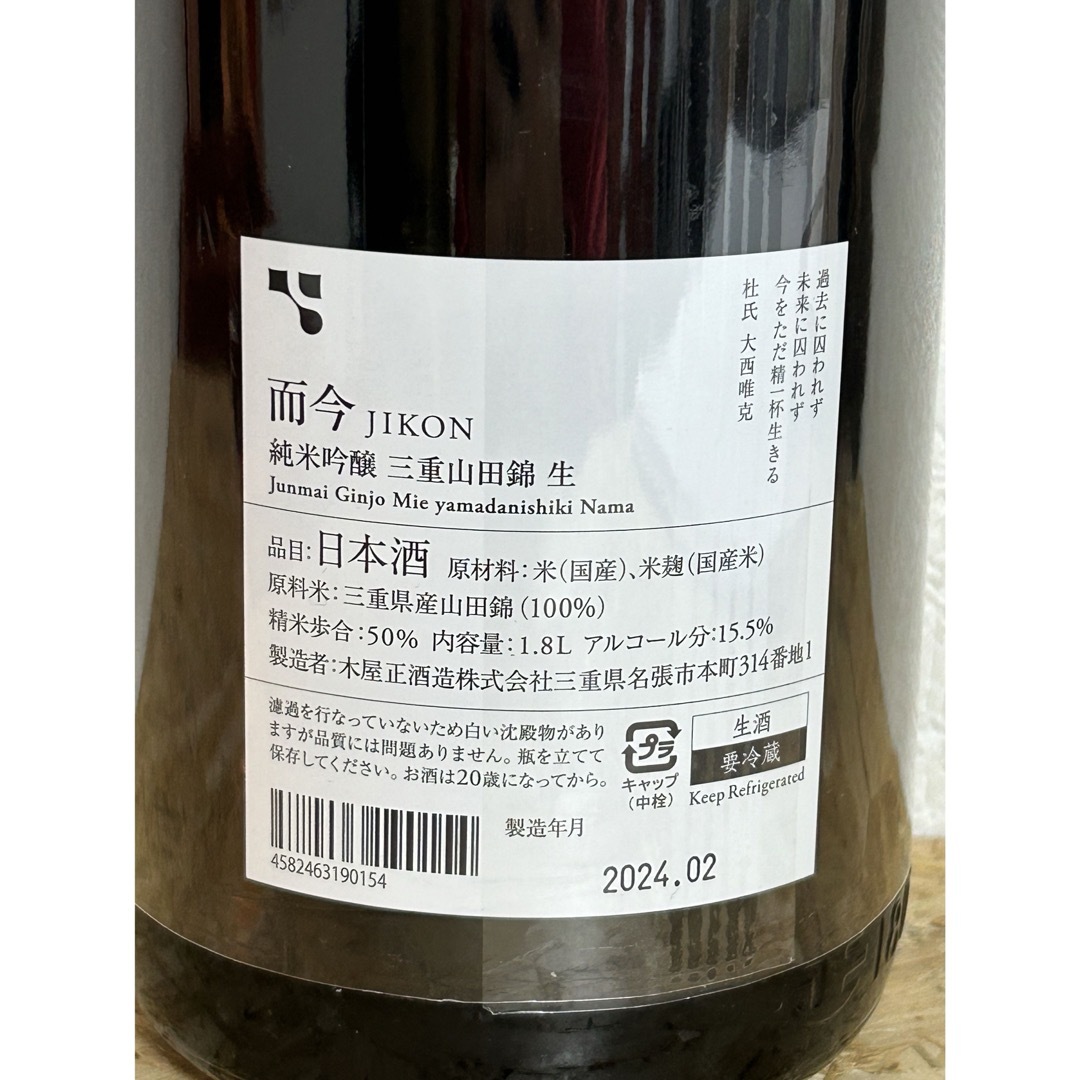 過去に囚われず
未来に囚われず
今をただ精一杯生きる
杜氏 大西唯克
而今 JIKON
純米吟醸 三重山田錦 生
Junmai Ginjo Mie yamadanishiki Nama
品目:日本酒 原材料:米(国産)、米麹(国産米)
原料米:三重県産山田錦(100%)
精米歩合:50% 内容量:1.8L アルコール分:15.5%
製造者:木屋正酒造株式会社三重県名張市本町314番地1
濾過を行なっていないため白い沈殿物があり
ますが品質には問題ありません。瓶を立てて
保存してください。お酒は20歳になってから。
プラ
キャップ
(中栓)
生酒
要冷蔵
Keep Refrigerated
4582463190154
製造年月
2024.02